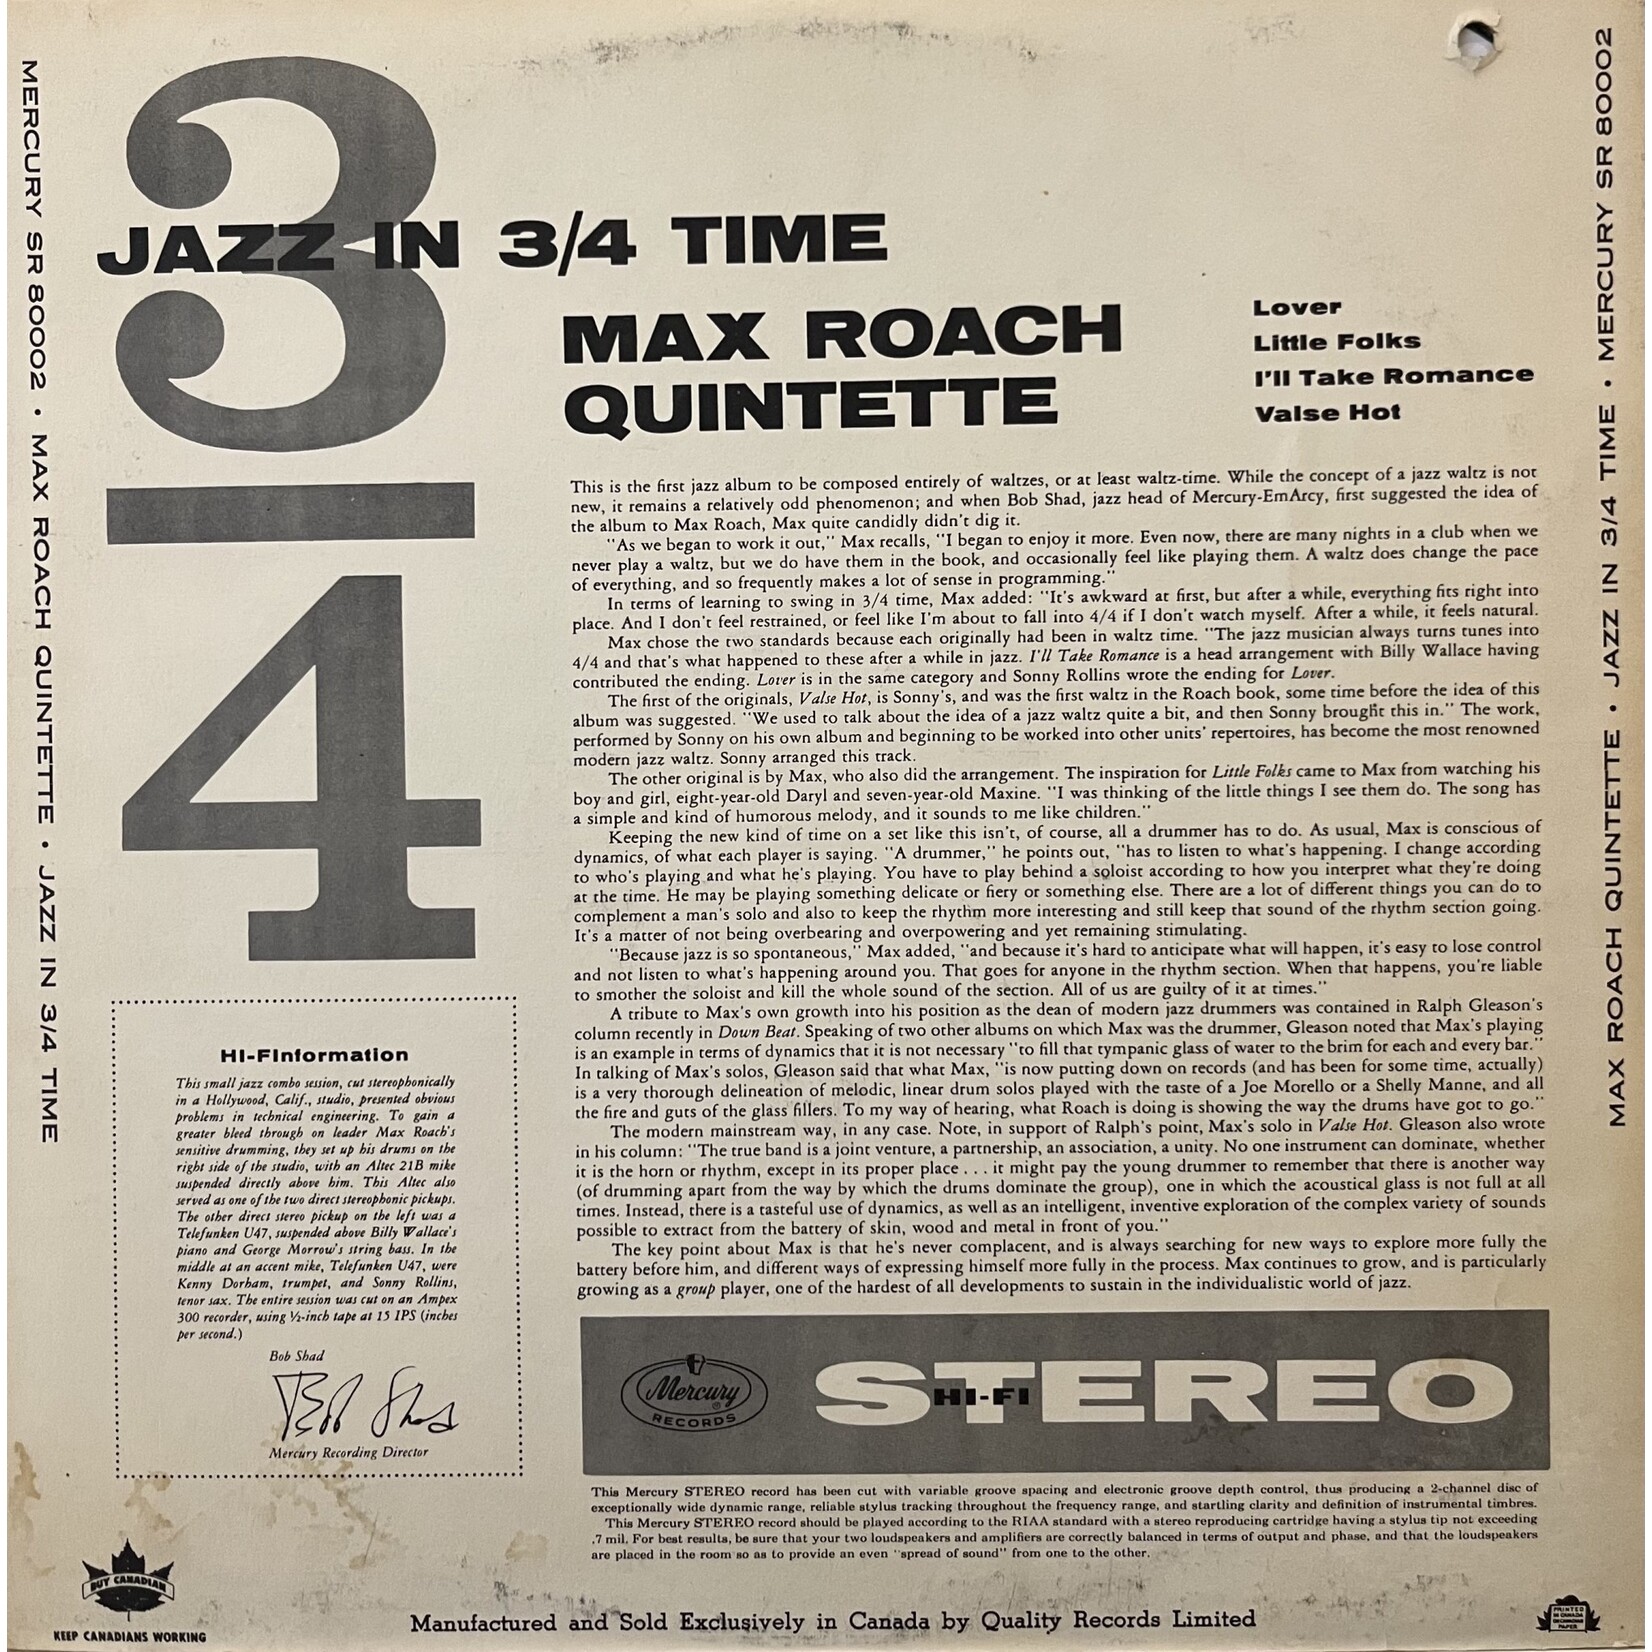 MERCURY SR 80002 • MAX ROACH QUINTETTE • JAZZ IN 3/4 TIME
3
4
JAZZ IN 3/4 TIME
MAX ROACH
QUINTETTE
Lover
Little Folks
I'll Take Romance
Valse Hot
This is the first jazz album to be composed entirely of waltzes, or at least waltz-time. While the concept of a jazz waltz is not
new, it remains a relatively odd phenomenon; and when Bob Shad, jazz head of Mercury-EmArcy, first suggested the idea of
the album to Max Roach, Max quite candidly didn't dig it.
"As we began to work it out," Max recalls, "I began to enjoy it more. Even now, there are many nights in a club when we
never play a waltz, but we do have them in the book, and occasionally feel like playing them. A waltz does change the pace
of everything, and so frequently makes a lot of sense in programming."
In terms of learning to swing in 3/4 time, Max added: "It's awkward at first, but after a while, everything fits right into
place. And I don't feel restrained, or feel like I'm about to fall into 4/4 if I don't watch myself. After a while, it feels natural.
Max chose the two standards because each originally had been in waltz time. "The jazz musician always turns tunes into
4/4 and that's what happened to these after a while in jazz. I'll Take Romance is a head arrangement with Billy Wallace having
contributed the ending. Lover is in the same category and Sonny Rollins wrote the ending for Lover.
The first of the originals, Valse Hot, is Sonny's, and was the first waltz in the Roach book, some time before the idea of this
album was suggested. "We used to talk about the idea of a jazz waltz quite a bit, and then Sonny brought this in." The work,
performed by Sonny on his own album and beginning to be worked into other units' repertoires, has become the most renowned
modern jazz waltz. Sonny arranged this track.
The other original is by Max, who also did the arrangement. The inspiration for Little Folks came to Max from watching his
boy and girl, eight-year-old Daryl and seven-year-old Maxine. "I was thinking of the little things I see them do. The song has
a simple and kind of humorous melody, and it sounds to me like children."
Keeping the new kind of time on a set like this isn't, of course, all a drummer has to do. As usual, Max is conscious of
dynamics, of what each player is saying. "A drummer," he points out, "has to listen to what's happening. I change according
to who's playing and what he's playing. You have to play behind a soloist according to how you interpret what they're doing
at the time. He may be playing something delicate or fiery or something else. There are a lot of different things you can do to
complement a man's solo and also to keep the rhythm more interesting and still keep that sound of the rhythm section going.
It's a matter of not being overbearing and overpowering and yet remaining stimulating.
"Because jazz is so spontaneous," Max added, "and because it's hard to anticipate what will happen, it's easy to lose control
and not listen to what's happening around you. That goes for anyone in the rhythm section. When that happens, you're liable
to smother the soloist and kill the whole sound of the section. All of us are guilty of it at times."
A tribute to Max's own growth into his position as the dean of modern jazz drummers was contained in Ralph Gleason's
column recently in Down Beat. Speaking of two other albums on which Max was the drummer, Gleason noted that Max's playing
is an example in terms of dynamics that it is not necessary "to fill that tympanic glass of water to the brim for each and every bar."
In talking of Max's solos, Gleason said that what Max, "is now putting down on records (and has been for some time, actually)
is a very thorough delineation of melodic, linear drum solos played with the taste of a Joe Morello or a Shelly Manne, and all
the fire and guts of the glass fillers. To my way of hearing, what Roach is doing is showing the way the drums have got to go."
The modern mainstream way, in any case. Note, in support of Ralph's point, Max's solo in Valse Hot. Gleason also wrote
in his column: "The true band is a joint venture, a partnership, an association, a unity. No one instrument can dominate, whether
it is the horn or rhythm, except in its proper place . . . it might pay the young drummer to remember that there is another way
(of drumming apart from the way by which the drums dominate the group), one in which the acoustical glass is not full at all
times. Instead, there is a tasteful use of dynamics, as well as an intelligent, inventive exploration of the complex variety of sounds
possible to extract from the battery of skin, wood and metal in front of you."
The key point about Max is that he's never complacent, and is always searching for new ways to explore more fully the
battery before him, and different ways of expressing himself more fully in the process. Max continues to grow, and is particularly
growing as a group player, one of the hardest of all developments to sustain in the individualistic world of jazz.
HI-FInformation
This small jazz combo session, cut stereophonically
in a Hollywood, Calif., studio, presented obvious
problems in technical engineering. To gain a
greater bleed through on leader Max Roach's
sensitive drumming, they set up his drums on the
right side of the studio, with an Altec 21B mike
suspended directly above him. This Altec also
served as one of the two direct stereophonic pickups.
The other direct stereo pickup on the left was a
Telefunken U47, suspended above Billy Wallace's
piano and George Morrow's string bass. In the
middle at an accent mike, Telefunken U47, were
Kenny Dorham, trumpet, and Sonny Rollins,
tenor sax. The entire session was cut on an Ampex
300 recorder, using ½-inch tape at 15 IPS (inches
per second.)
Bob Shad
Bob Shad
Mercury Recording Director
Mercury
RECORDS
STEREO
HI-FI
This Mercury STEREO record has been cut with variable groove spacing and electronic groove depth control, thus producing a 2-channel disc of
exceptionally wide dynamic range, reliable stylus tracking throughout the frequency range, and startling clarity and definition of instrumental timbres.
This Mercury STEREO record should be played according to the RIAA standard with a stereo reproducing cartridge having a stylus tip not exceeding
.7 mil. For best results, be sure that your two loudspeakers and amplifiers are correctly balanced in terms of output and phase, and that the loudspeakers
are placed in the room so as to provide an even "spread of sound" from one to the other.
BUY CANADIAN
KEEP CANADIANS WORKING
Manufactured and Sold Exclusively in Canada by Quality Records Limited
PRINTED
IN CANADA
PAPER
MAX ROACH QUINTETTE • JAZZ IN 3/4 TIME • MERCURY SR 80002